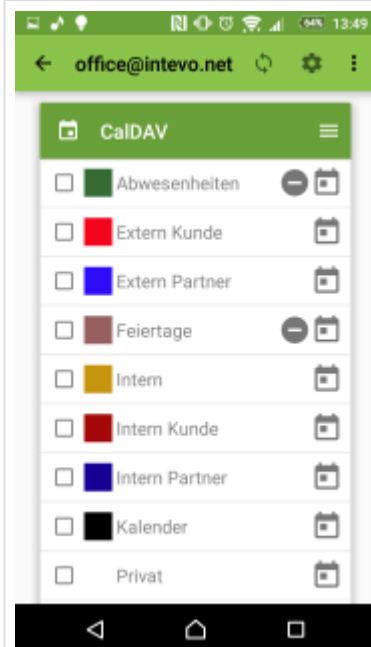 64% 13:49
office@intevo.net
CalDAV
Abwesenheiten
Extern Kunde
Extern Partner
Feiertage
Intern
Intern Kunde
Intern Partner
Kalender
Privat